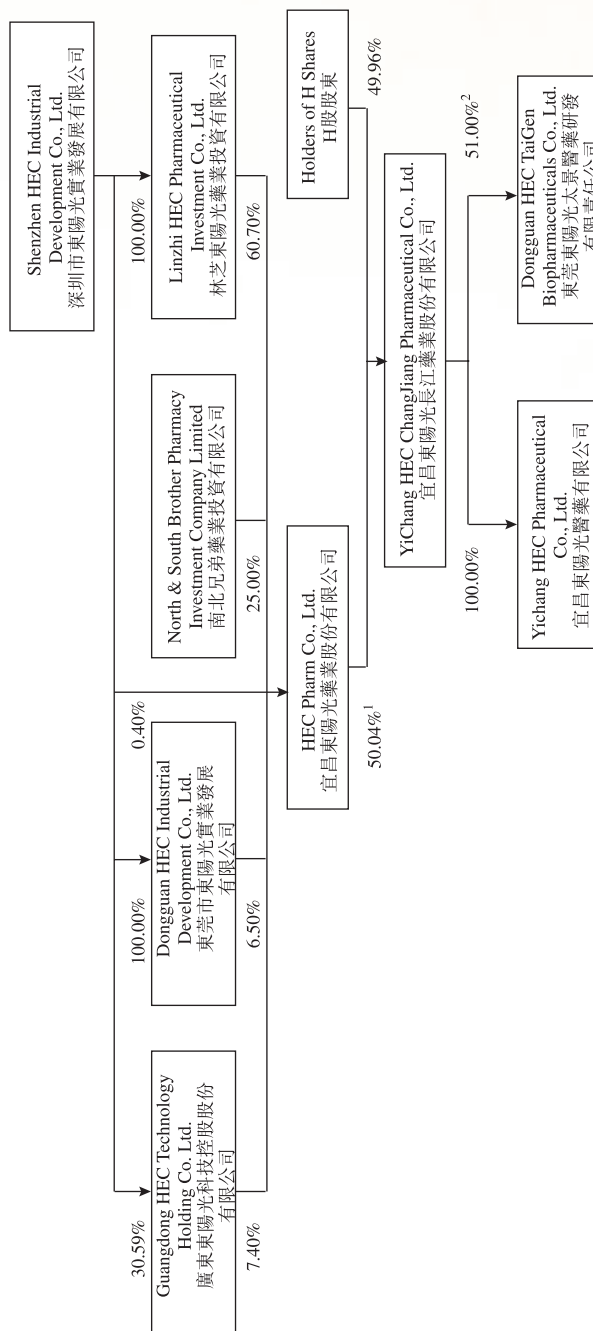 Shenzhen HEC Industrial
Development Co., Ltd.
深圳市東陽光實業發展有限公司
30.59%
100.00%
0.40%
100.00%
Guangdong HEC Technology
Holding Co. Ltd.
廣東東陽光科技控股股份
有限公司
Dongguan HEC Industrial
Development Co., Ltd.
東莞市東陽光實業發展
有限公司
North & South Brother Pharmacy
Investment Company Limited
南北兄弟藥業投資有限公司
Linzhi HEC Pharmaceutical
Investment Co., Ltd.
林芝東陽光藥業投資有限公司
7.40%
6.50%
25.00%
60.70%
HEC Pharm Co., Ltd.
宜昌東陽光藥業股份有限公司
Holders of H Shares
H股股東
50.04%1
49.96%
YiChang HEC ChangJiang Pharmaceutical Co., Ltd.
宜昌東陽光長江藥業股份有限公司
100.00%
51.00%2
Yichang HEC Pharmaceutical
Co., Ltd.
宜昌東陽光醫藥有限公司
Dongguan HEC TaiGen
Biopharmaceuticals Co., Ltd.
東莞東陽光太景醫藥研發
有限責任公司